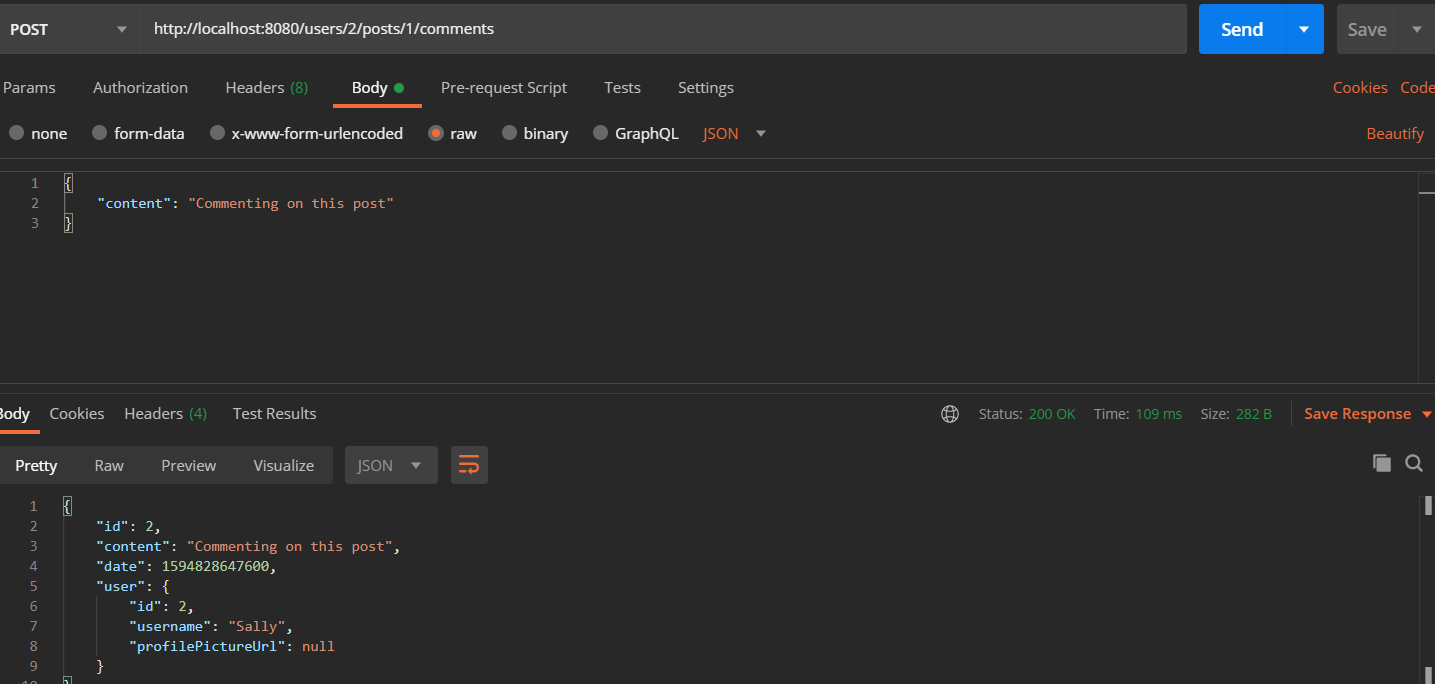 POST http://localhost:8080/users/2/posts/1/comments Send Save
Params Authorization Headers (8) Body Pre-request Script Tests Settings Cookies Code
none form-data x-www-form-urlencoded raw binary GraphQL JSON Beautify
1 {
2 "content": "Commenting on this post"
3 }
Body Cookies Headers (4) Test Results Status: 200 OK Time: 109 ms Size: 282 B Save Response
Pretty Raw Preview Visualize JSON
1 {
2 "id": 2,
3 "content": "Commenting on this post",
4 "date": 1594828647600,
5 "user": {
6 "id": 2,
7 "username": "Sally",
8 "profilePictureUrl": null
9 }
10 }